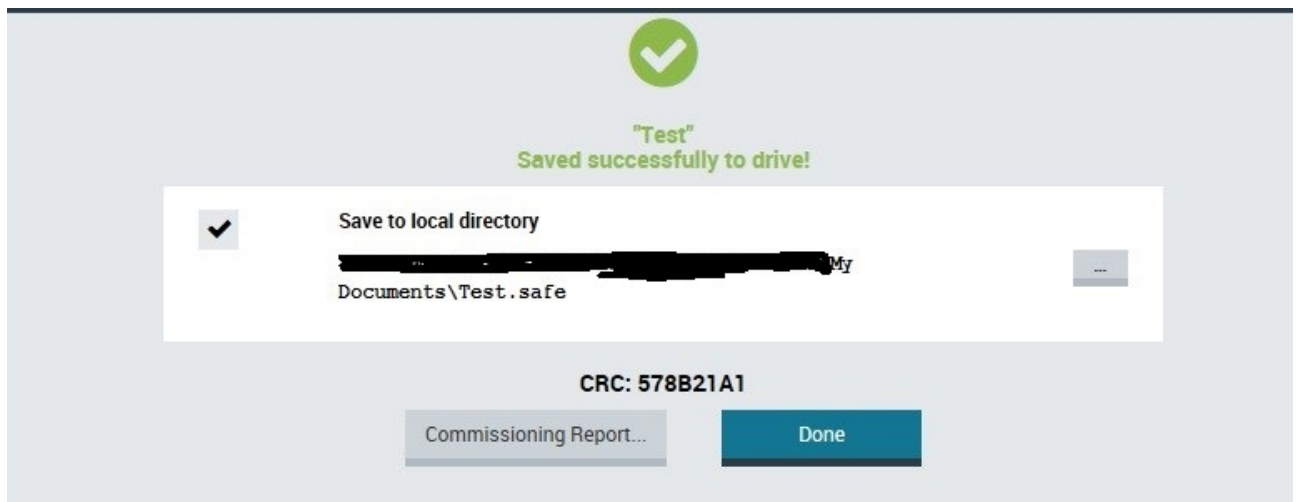 "Test"
Saved successfully to drive!
Save to local directory
My
Documents\Test.safe
...
CRC: 578B21A1
Commissioning Report...
Done